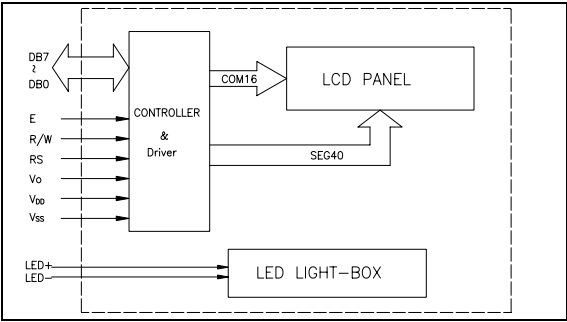 DB7
~
DB0
COM16
LCD PANEL
E
R/W
RS
Vo
VDD
VSS
CONTROLLER
&
Driver
SEG40
LED+
LED-
LED LIGHT-BOX